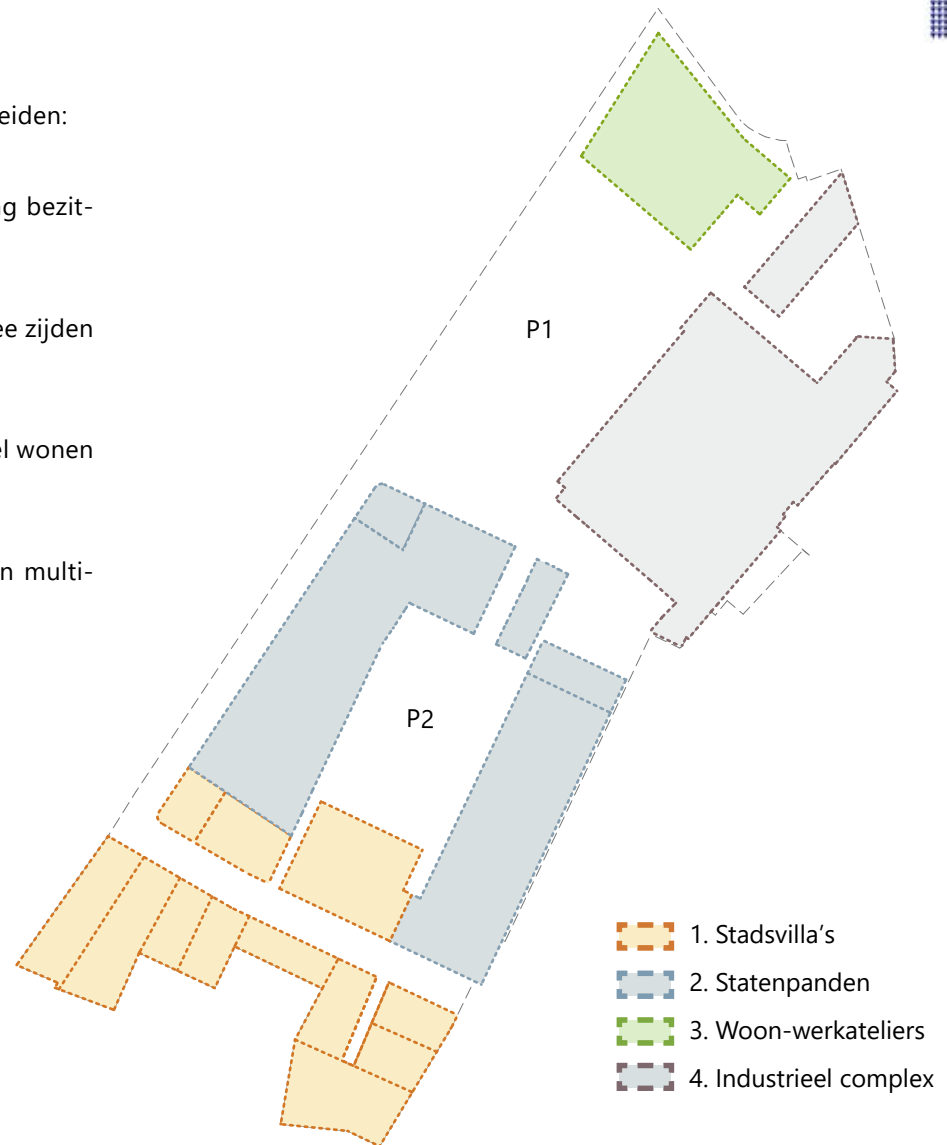 eiden:
g bezit-
ee zijden
el wonen
n multi-
P1
P2
1. Stadsvilla's
2. Statenpanden
3. Woon-werkateliers
4. Industrieel complex